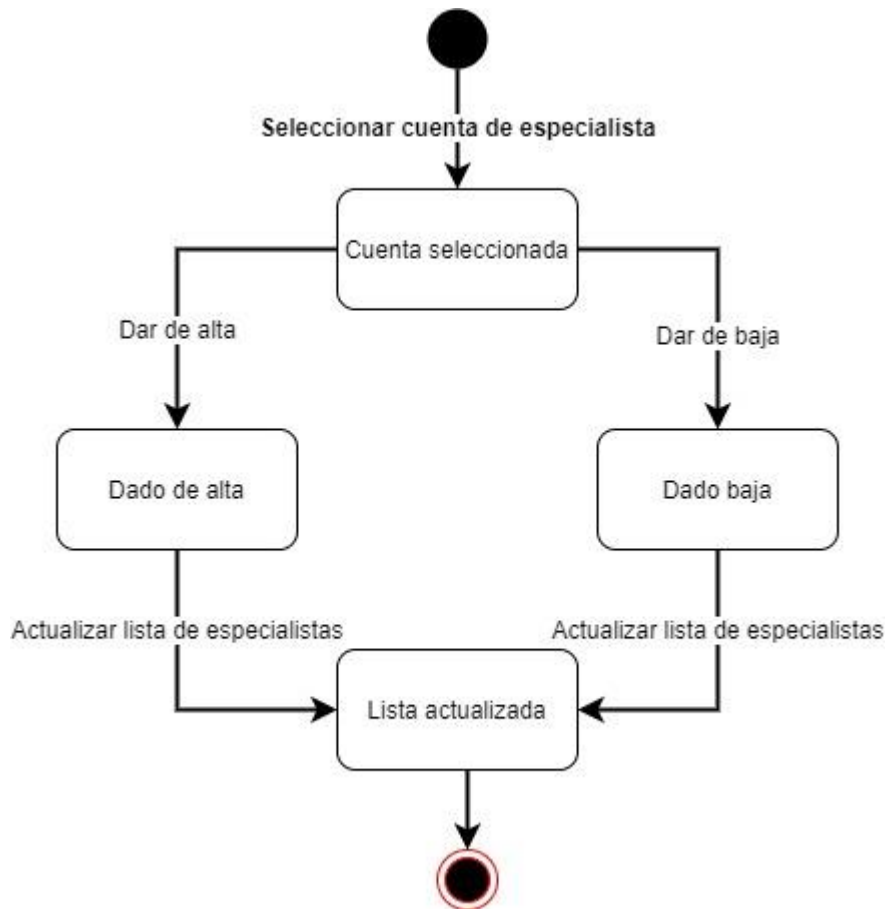 Seleccionar cuenta de especialista
Cuenta seleccionada
Dar de alta
Dar de baja
Dado de alta
Dado baja
Actualizar lista de especialistas
Actualizar lista de especialistas
Lista actualizada